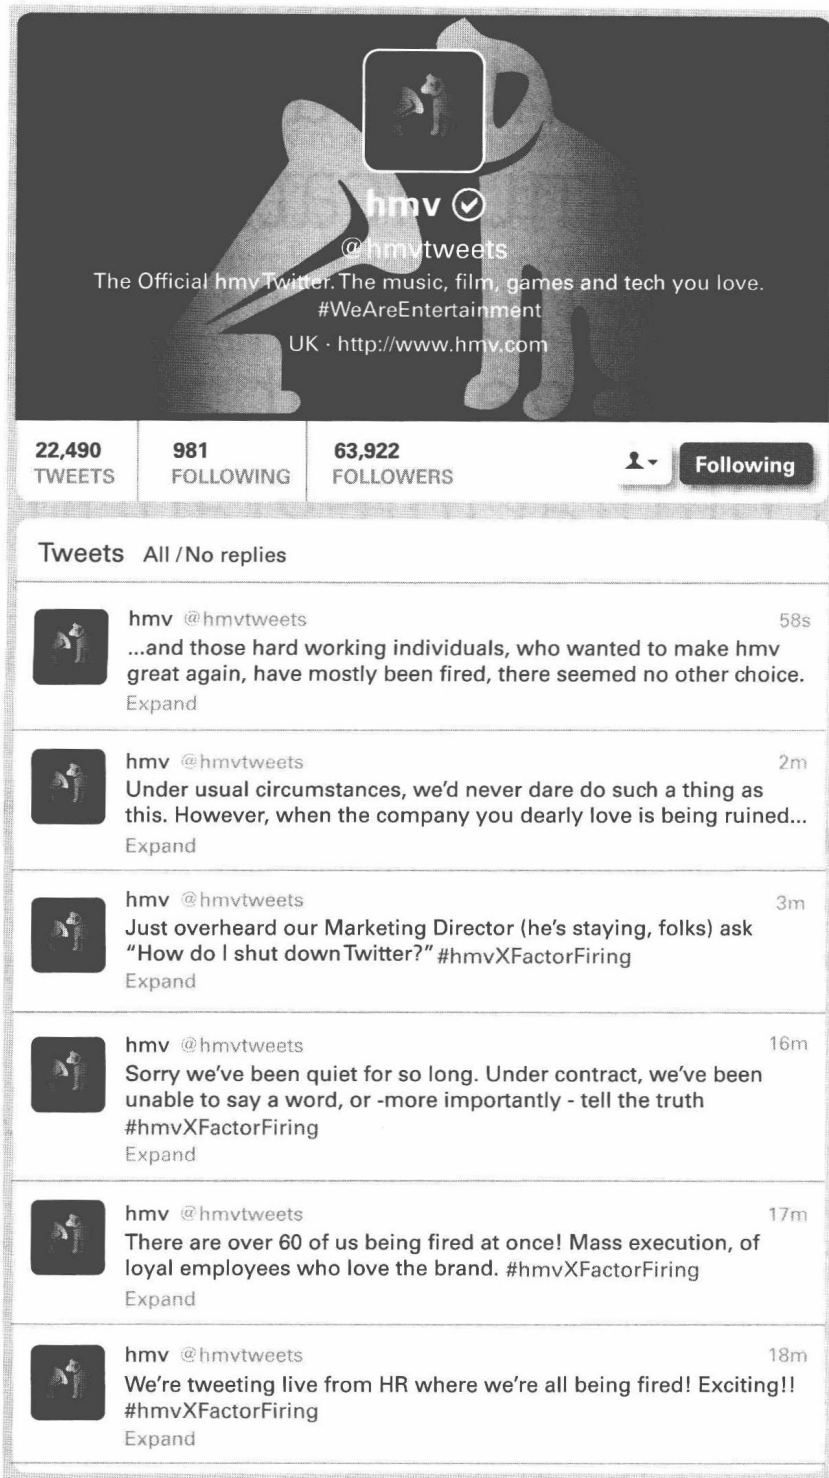 hmv
@hmvtweets
The Official hmv Twitter. The music, film, games and tech you love.
#WeAreEntertainment
UK · http://www.hmv.com
22,490 981 63,922
TWEETS FOLLOWING FOLLOWERS Following
Tweets All / No replies
hmv @hmvtweets 58s
...and those hard working individuals, who wanted to make hmv
great again, have mostly been fired, there seemed no other choice.
Expand
hmv @hmvtweets 2m
Under usual circumstances, we'd never dare do such a thing as
this. However, when the company you dearly love is being ruined...
Expand
hmv @hmvtweets 3m
Just overheard our Marketing Director (he's staying, folks) ask
"How do I shut down Twitter?" #hmvXFactorFiring
Expand
hmv @hmvtweets 16m
Sorry we've been quiet for so long. Under contract, we've been
unable to say a word, or -more importantly - tell the truth
#hmvXFactorFiring
Expand
hmv @hmvtweets 17m
There are over 60 of us being fired at once! Mass execution, of
loyal employees who love the brand. #hmvXFactorFiring
Expand
hmv @hmvtweets 18m
We're tweeting live from HR where we're all being fired! Exciting!!
#hmvXFactorFiring
Expand